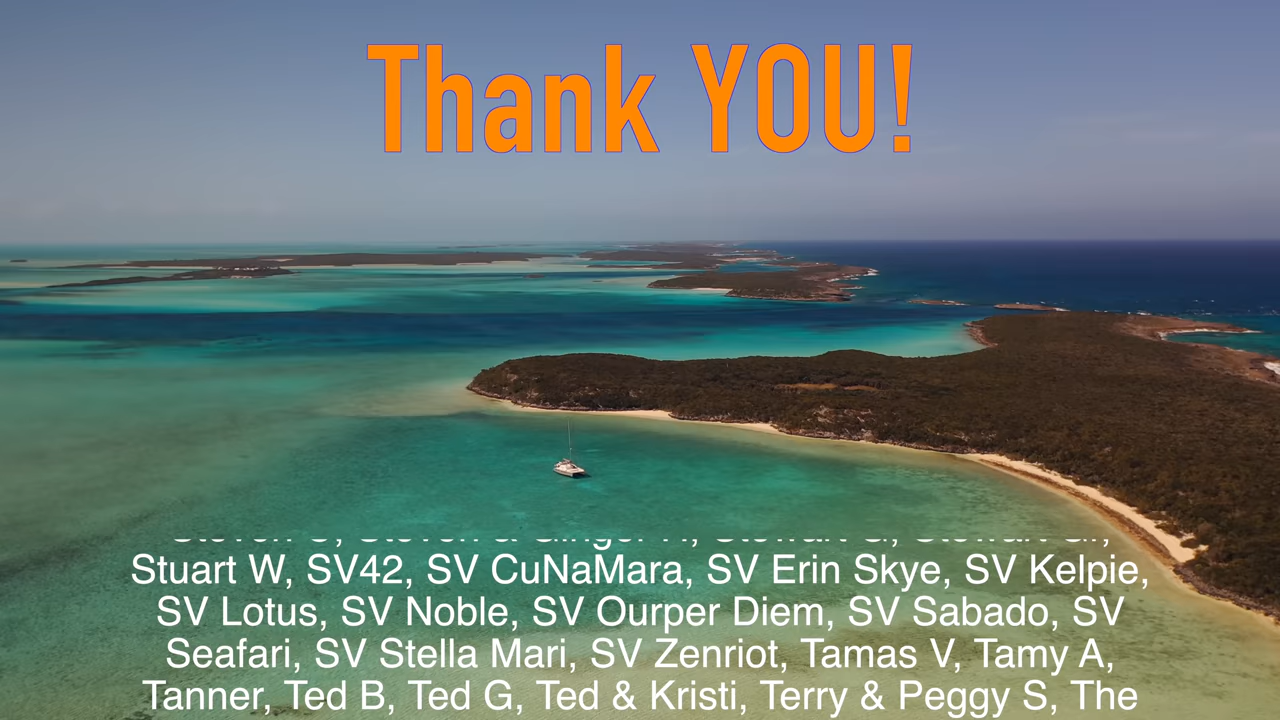 Thank YOU!
Stuart W, SV42, SV CuNaMara, SV Erin Skye, SV Kelpie,
SV Lotus, SV Noble, SV Ourper Diem, SV Sabado, SV
Seafari, SV Stella Mari, SV Zenriot, Tamas V, Tamy A,
Tanner, Ted B, Ted G, Ted & Kristi, Terry & Peggy S, The